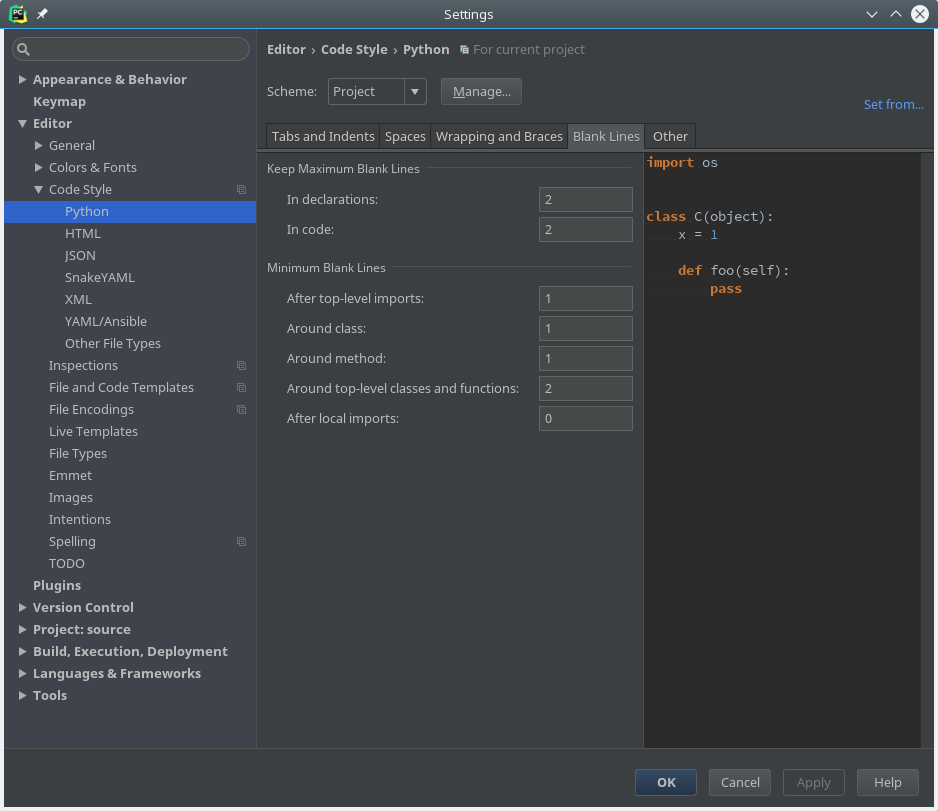 Settings
Appearance & Behavior
Keymap
Editor
General
Colors & Fonts
Code Style
Python
HTML
JSON
SnakeYAML
XML
YAML/Ansible
Other File Types
Inspections
File and Code Templates
File Encodings
Live Templates
File Types
Emmet
Images
Intentions
Spelling
TODO
Plugins
Version Control
Project: source
Build, Execution, Deployment
Languages & Frameworks
Tools
Editor › Code Style › Python For current project
Scheme: Project Manage...
Set from...
Tabs and Indents Spaces Wrapping and Braces Blank Lines Other
Keep Maximum Blank Lines
In declarations: 2
In code: 2
Minimum Blank Lines
After top-level imports: 1
Around class: 1
Around method: 1
Around top-level classes and functions: 2
After local imports: 0
import os
class C(object):
x = 1
def foo(self):
pass
OK Cancel Apply Help